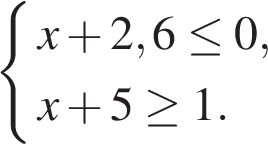 x + 2,6 ≤ 0,
x + 5 ≥ 1.